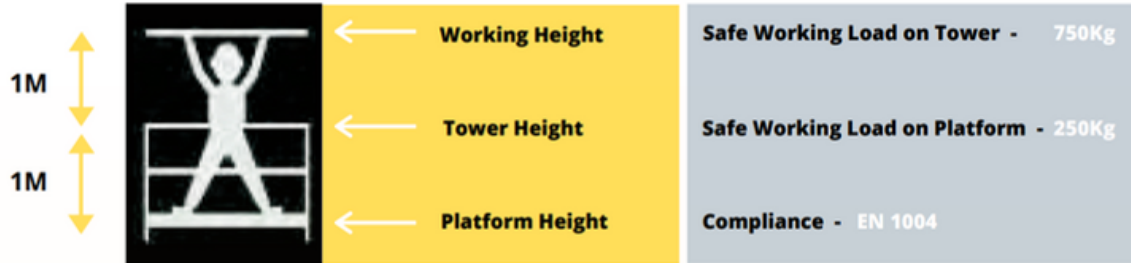 1M
1M
Working Height
Tower Height
Platform Height
Safe Working Load on Tower - 750Kg
Safe Working Load on Platform - 250Kg
Compliance - EN 1004